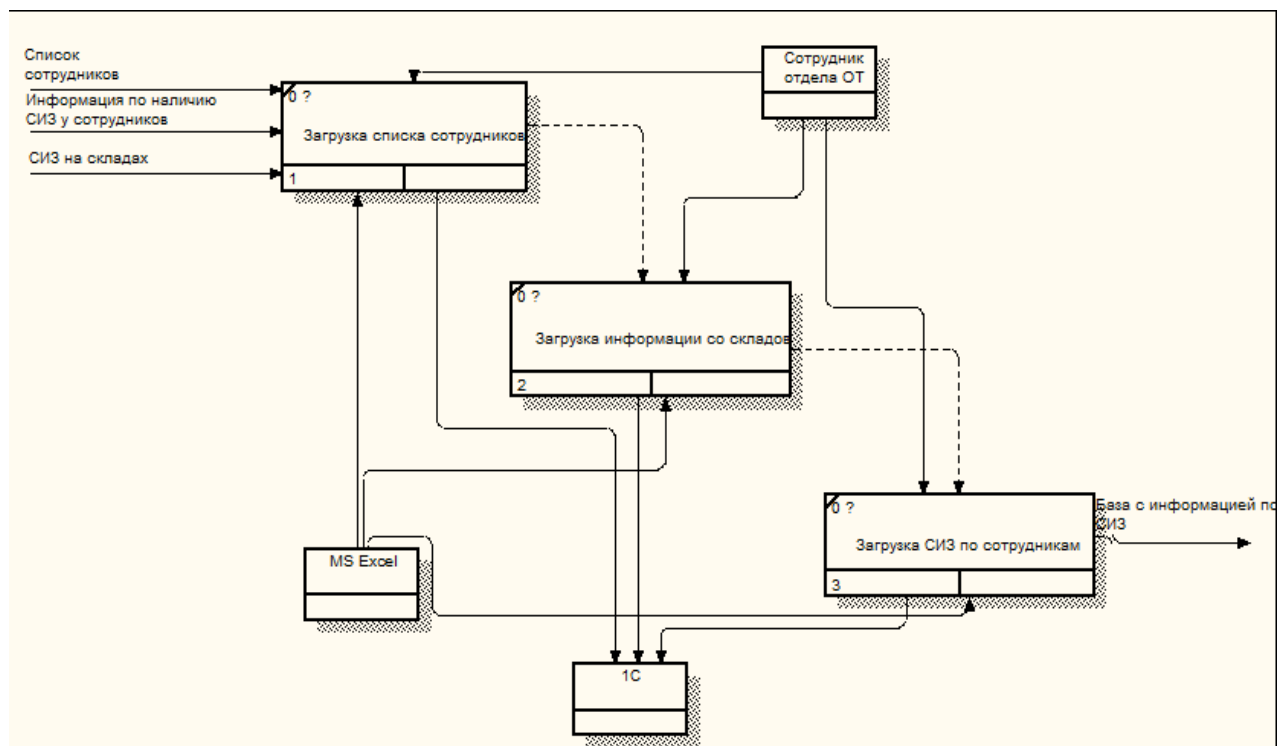 Список
сотрудников
Информация по наличию
СИЗ у сотрудников
СИЗ на складах
0 ?
Загрузка списка сотрудников
1
Сотрудник
отдела ОТ
0 ?
Загрузка информации со складов
2
0 ?
Загрузка СИЗ по сотрудникам
3
База с информацией по
СИЗ
MS Excel
1C